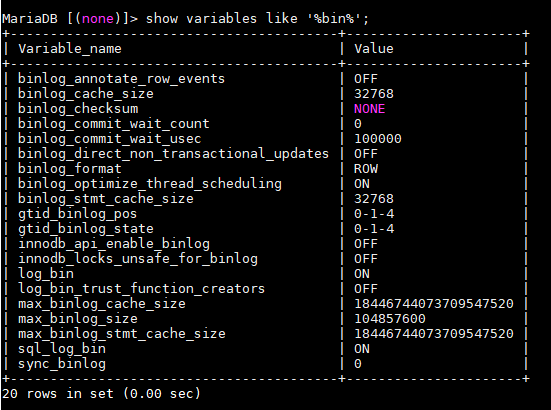 MariaDB [(none)]> show variables like '%bin%';
+-----------------------------------------+----------------------+
| Variable_name                           | Value                |
+-----------------------------------------+----------------------+
| binlog_annotate_row_events              | OFF                  |
| binlog_cache_size                       | 32768                |
| binlog_checksum                         | NONE                 |
| binlog_commit_wait_count                | 0                    |
| binlog_commit_wait_usec                 | 100000               |
| binlog_direct_non_transactional_updates | OFF                  |
| binlog_format                           | ROW                  |
| binlog_optimize_thread_scheduling       | ON                   |
| binlog_stmt_cache_size                  | 32768                |
| gtid_binlog_pos                         | 0-1-4                |
| gtid_binlog_state                       | 0-1-4                |
| innodb_api_enable_binlog                | OFF                  |
| innodb_locks_unsafe_for_binlog          | OFF                  |
| log_bin                                 | ON                   |
| log_bin_trust_function_creators         | OFF                  |
| max_binlog_cache_size                   | 18446744073709547520 |
| max_binlog_size                         | 104857600            |
| max_binlog_stmt_cache_size              | 18446744073709547520 |
| sql_log_bin                             | ON                   |
| sync_binlog                             | 0                    |
+-----------------------------------------+----------------------+
20 rows in set (0.00 sec)